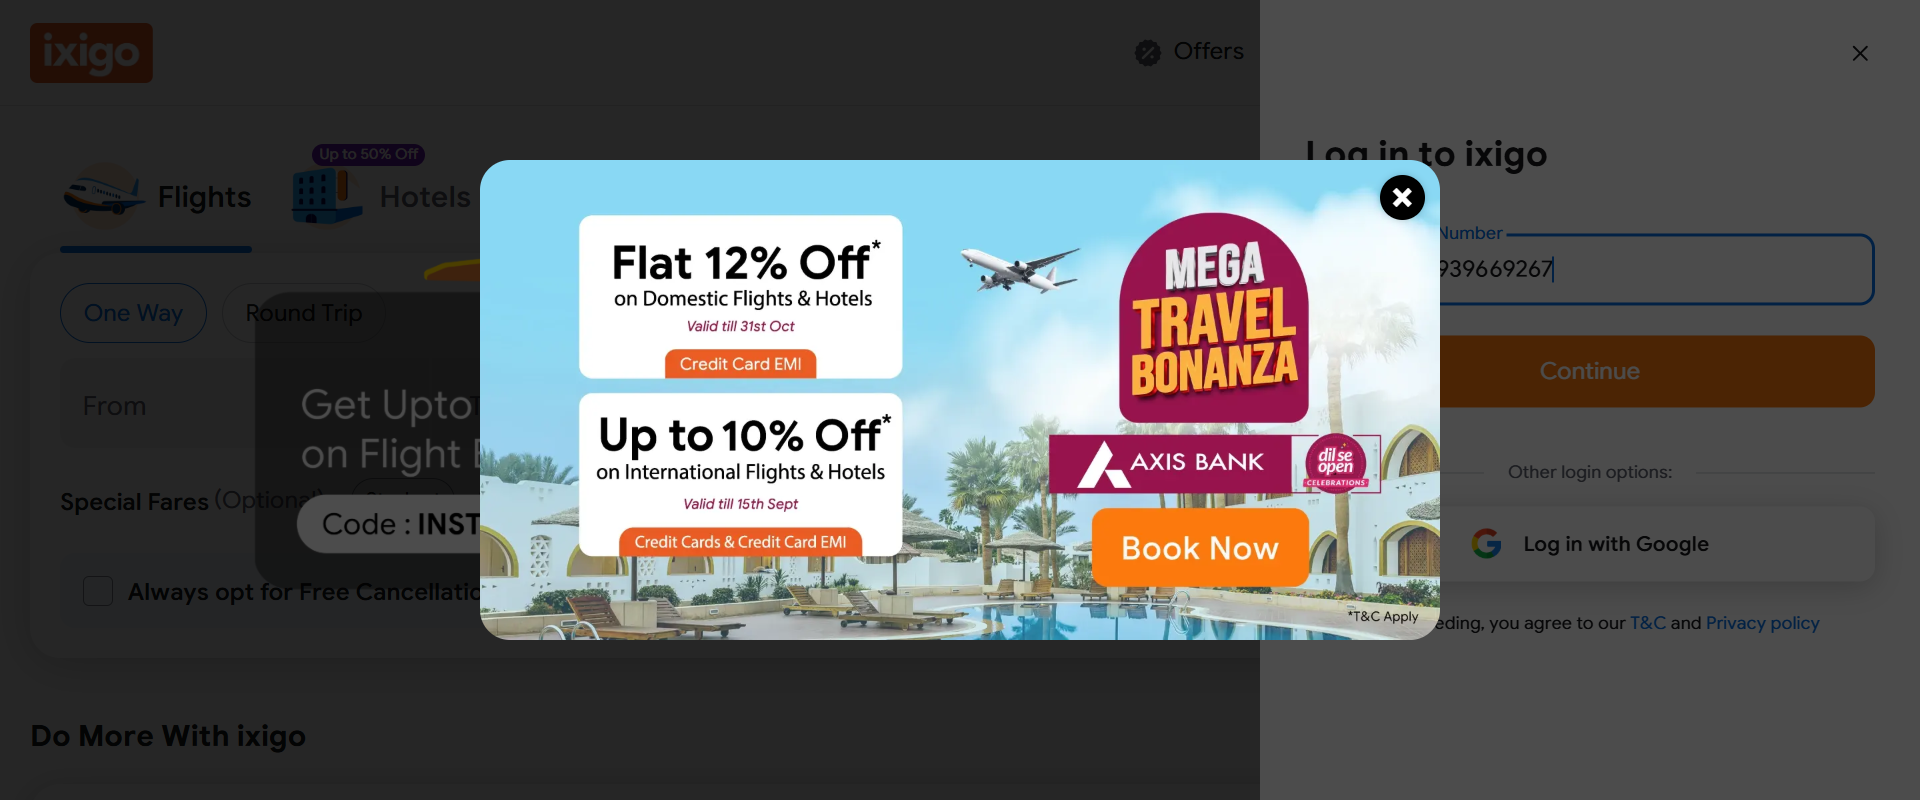 ixigo
Offers
Up to 50% Off
Flights
Hotels
One Way
Round Trip
From
Get Upto
on Flight
Special Fares (Optional)
Code : INST
Always opt for Free Cancellatio
Do More With ixigo
Flat 12% Off*
on Domestic Flights & Hotels
Valid till 31st Oct
Credit Card EMI
Up to 10% Off*
on International Flights & Hotels
Valid till 15th Sept
Credit Cards & Credit Card EMI
MEGA
TRAVEL
BONANZA
AXIS BANK
dil se
open
CELEBRATIONS
Book Now
*T&C Apply
Log in to ixigo
Number
939669267
Continue
Other login options:
Log in with Google
eding, you agree to our T&C and Privacy policy